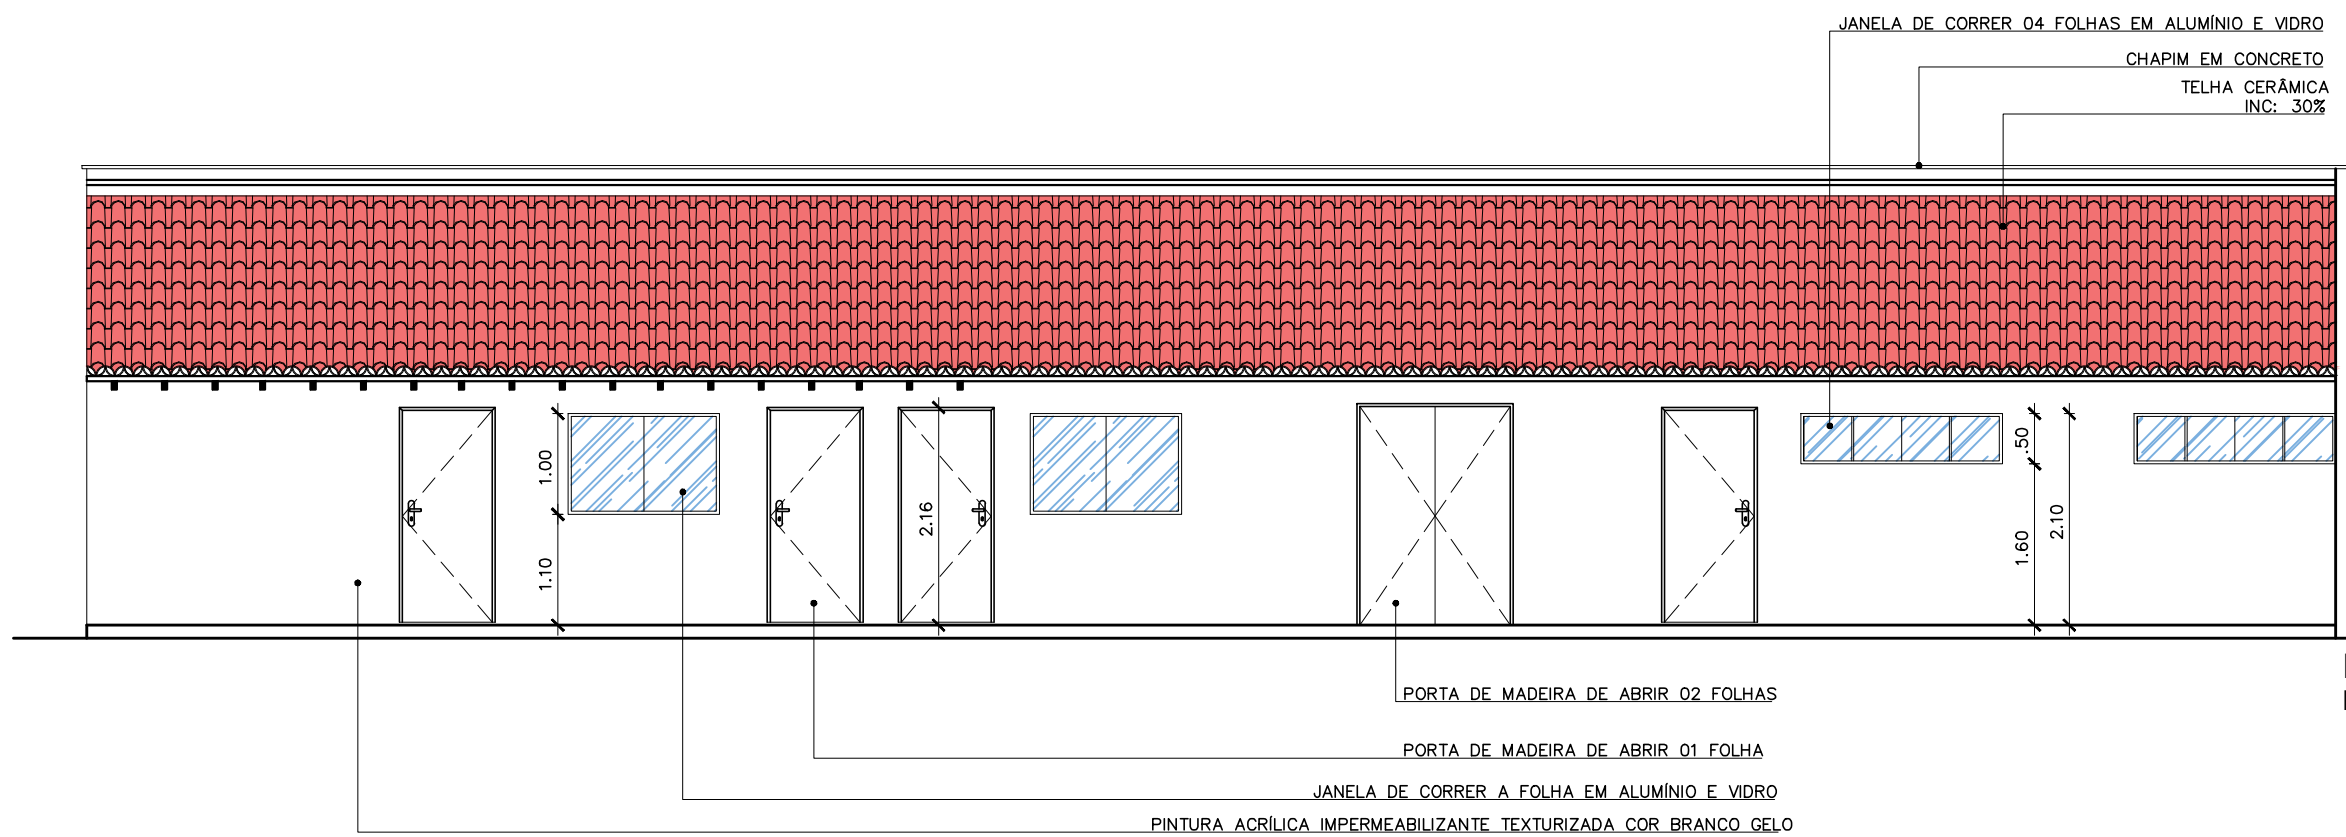 JANELA DE CORRER 04 FOLHAS EM ALUMÍNIO E VIDRO
CHAPIM EM CONCRETO
TELHA CERÂMICA
INC: 30%
1.00
1.10
2.16
.50
1.60
2.10
PORTA DE MADEIRA DE ABRIR 02 FOLHAS
PORTA DE MADEIRA DE ABRIR 01 FOLHA
JANELA DE CORRER A FOLHA EM ALUMÍNIO E VIDRO
PINTURA ACRÍLICA IMPERMEABILIZANTE TEXTURIZADA COR BRANCO GELO